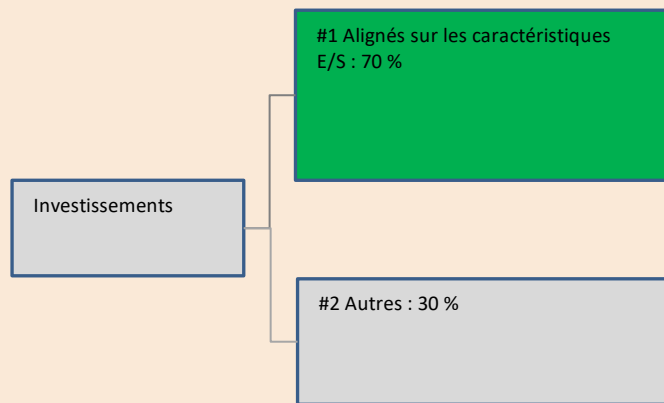 #1 Alignés sur les caractéristiques
E/S : 70 %
Investissements
#2 Autres : 30 %